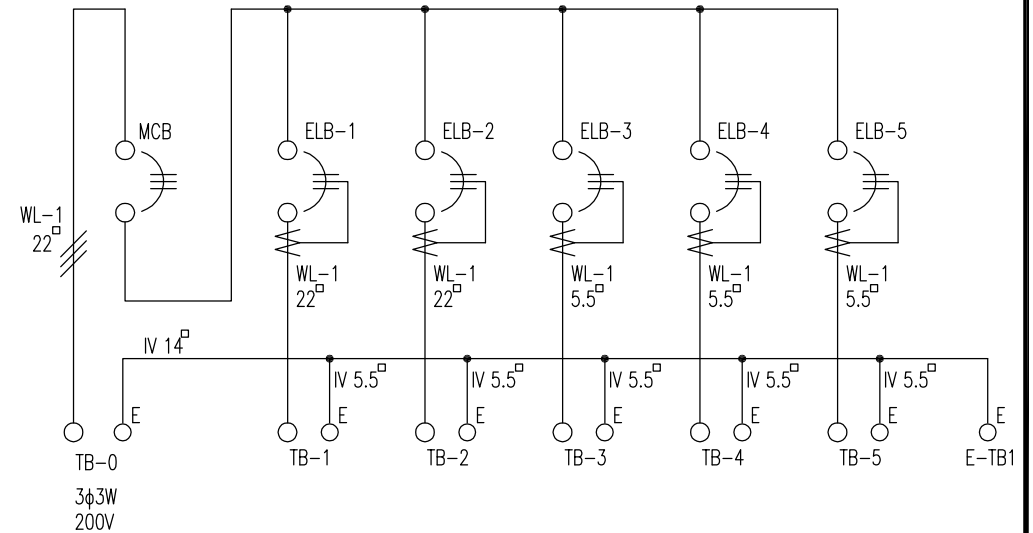 MCB
ELB-1
ELB-2
ELB-3
ELB-4
ELB-5
WL-1
22□
WL-1
22□
WL-1
22□
WL-1
5.5□
WL-1
5.5□
WL-1
5.5□
IV 14□
IV 5.5□
IV 5.5□
IV 5.5□
IV 5.5□
IV 5.5□
E
E
E
E
E
E
E
TB-0
TB-1
TB-2
TB-3
TB-4
TB-5
E-TB1
3ϕ3W
200V